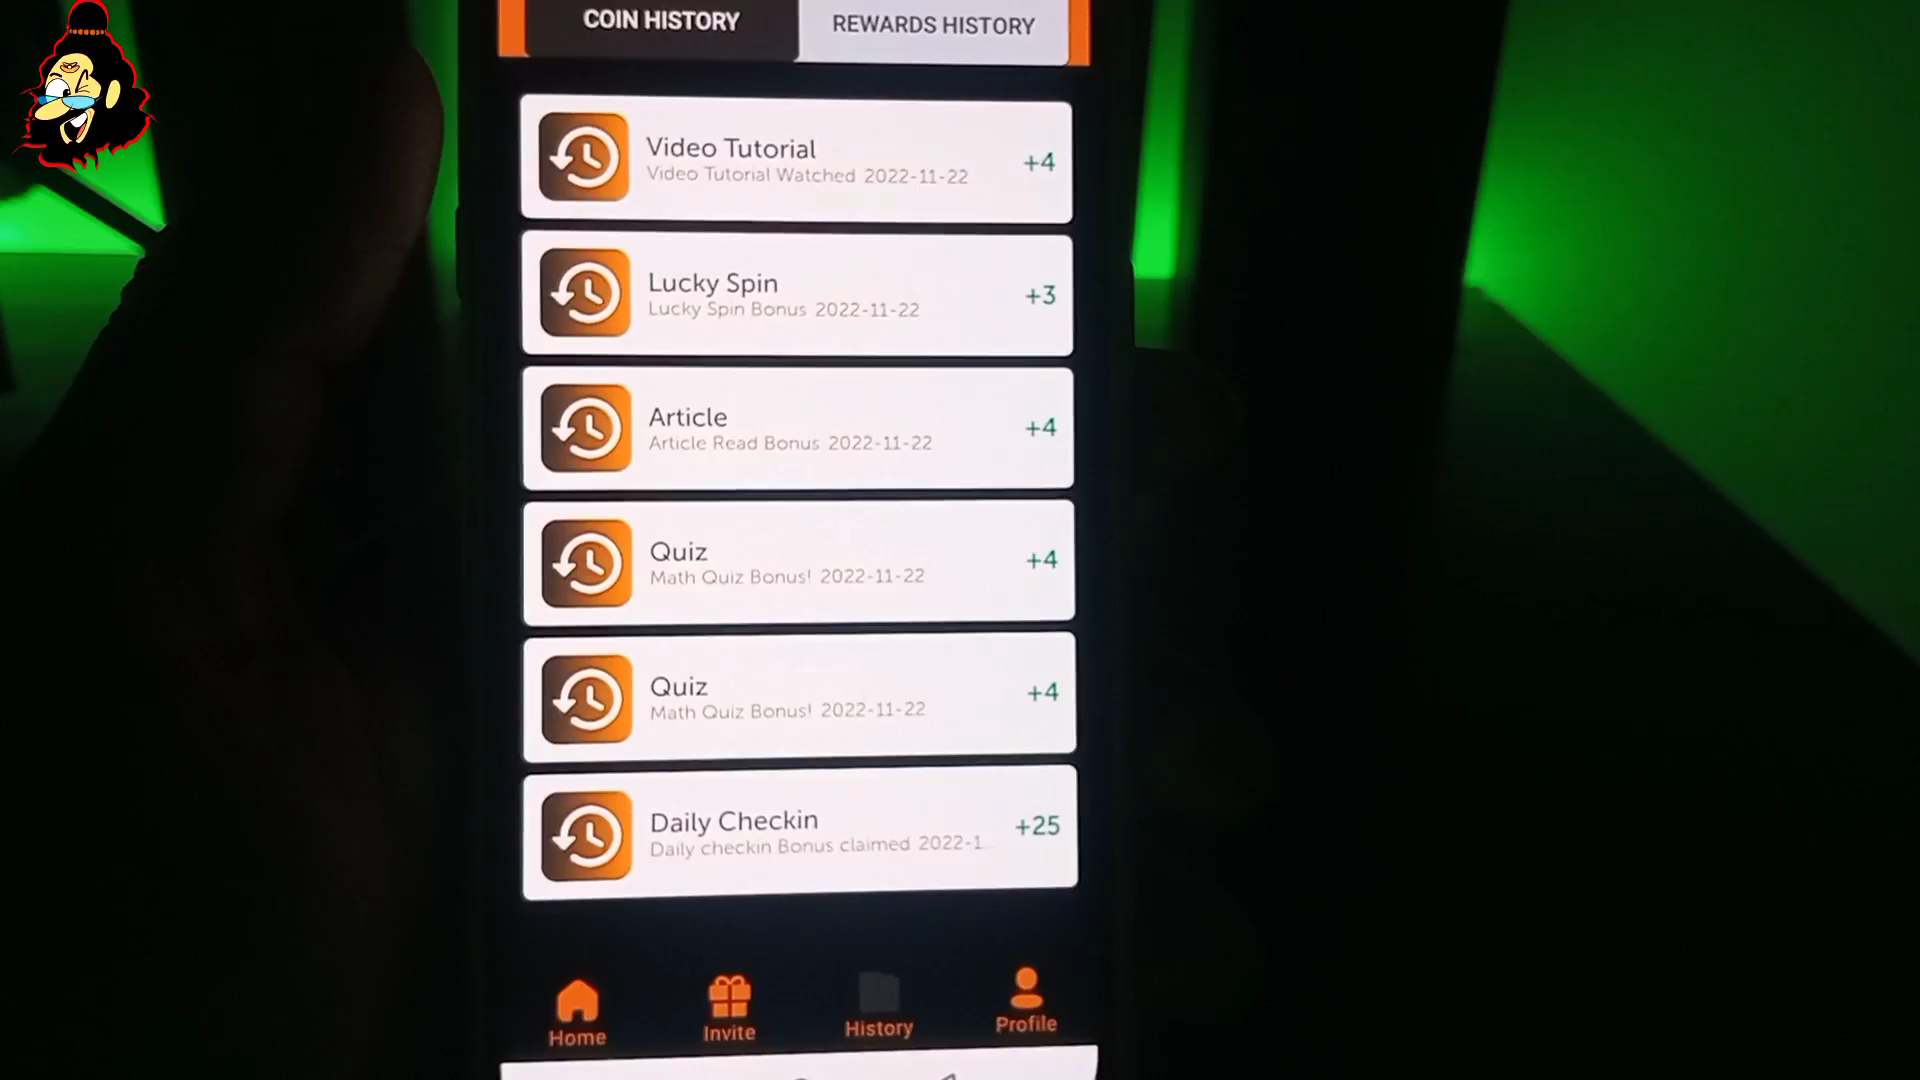 COIN HISTORY
REWARDS HISTORY
Video Tutorial
Video Tutorial Watched 2022-11-22
+4
Lucky Spin
Lucky Spin Bonus 2022-11-22
+3
Article
Article Read Bonus 2022-11-22
+4
Quiz
Math Quiz Bonus! 2022-11-22
+4
Quiz
Math Quiz Bonus! 2022-11-22
+4
Daily Checkin
Daily checkin Bonus claimed 2022-1...
+25
Home
Invite
History
Profile